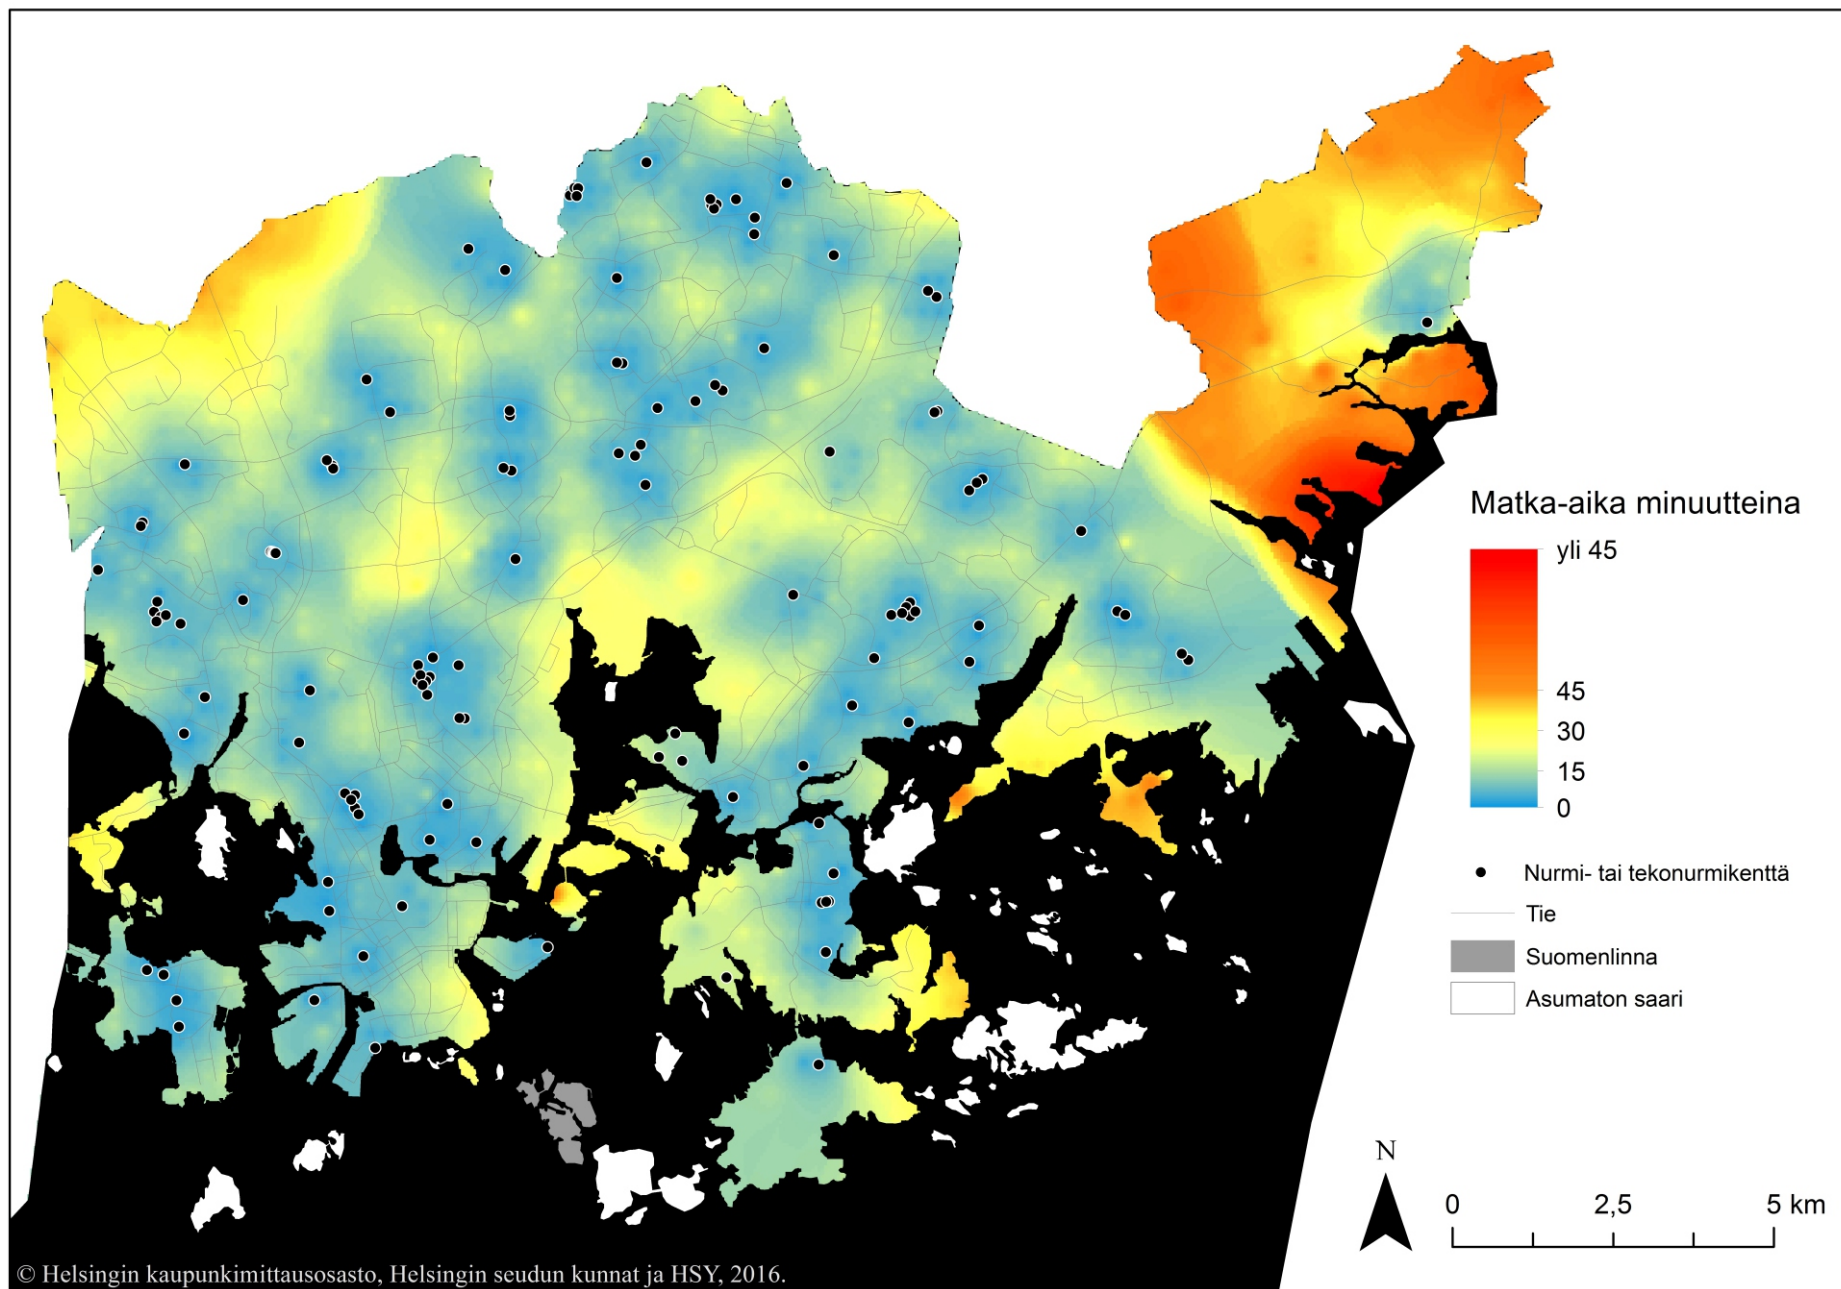 Matka-aika minuutteina
yli 45
45
30
15
0
Nurmi- tai tekonurmikenttä
Tie
Suomenlinna
Asumaton saari
N
0 2,5 5 km
© Helsingin kaupunkimittausosasto, Helsingin seudun kunnat ja HSY, 2016.